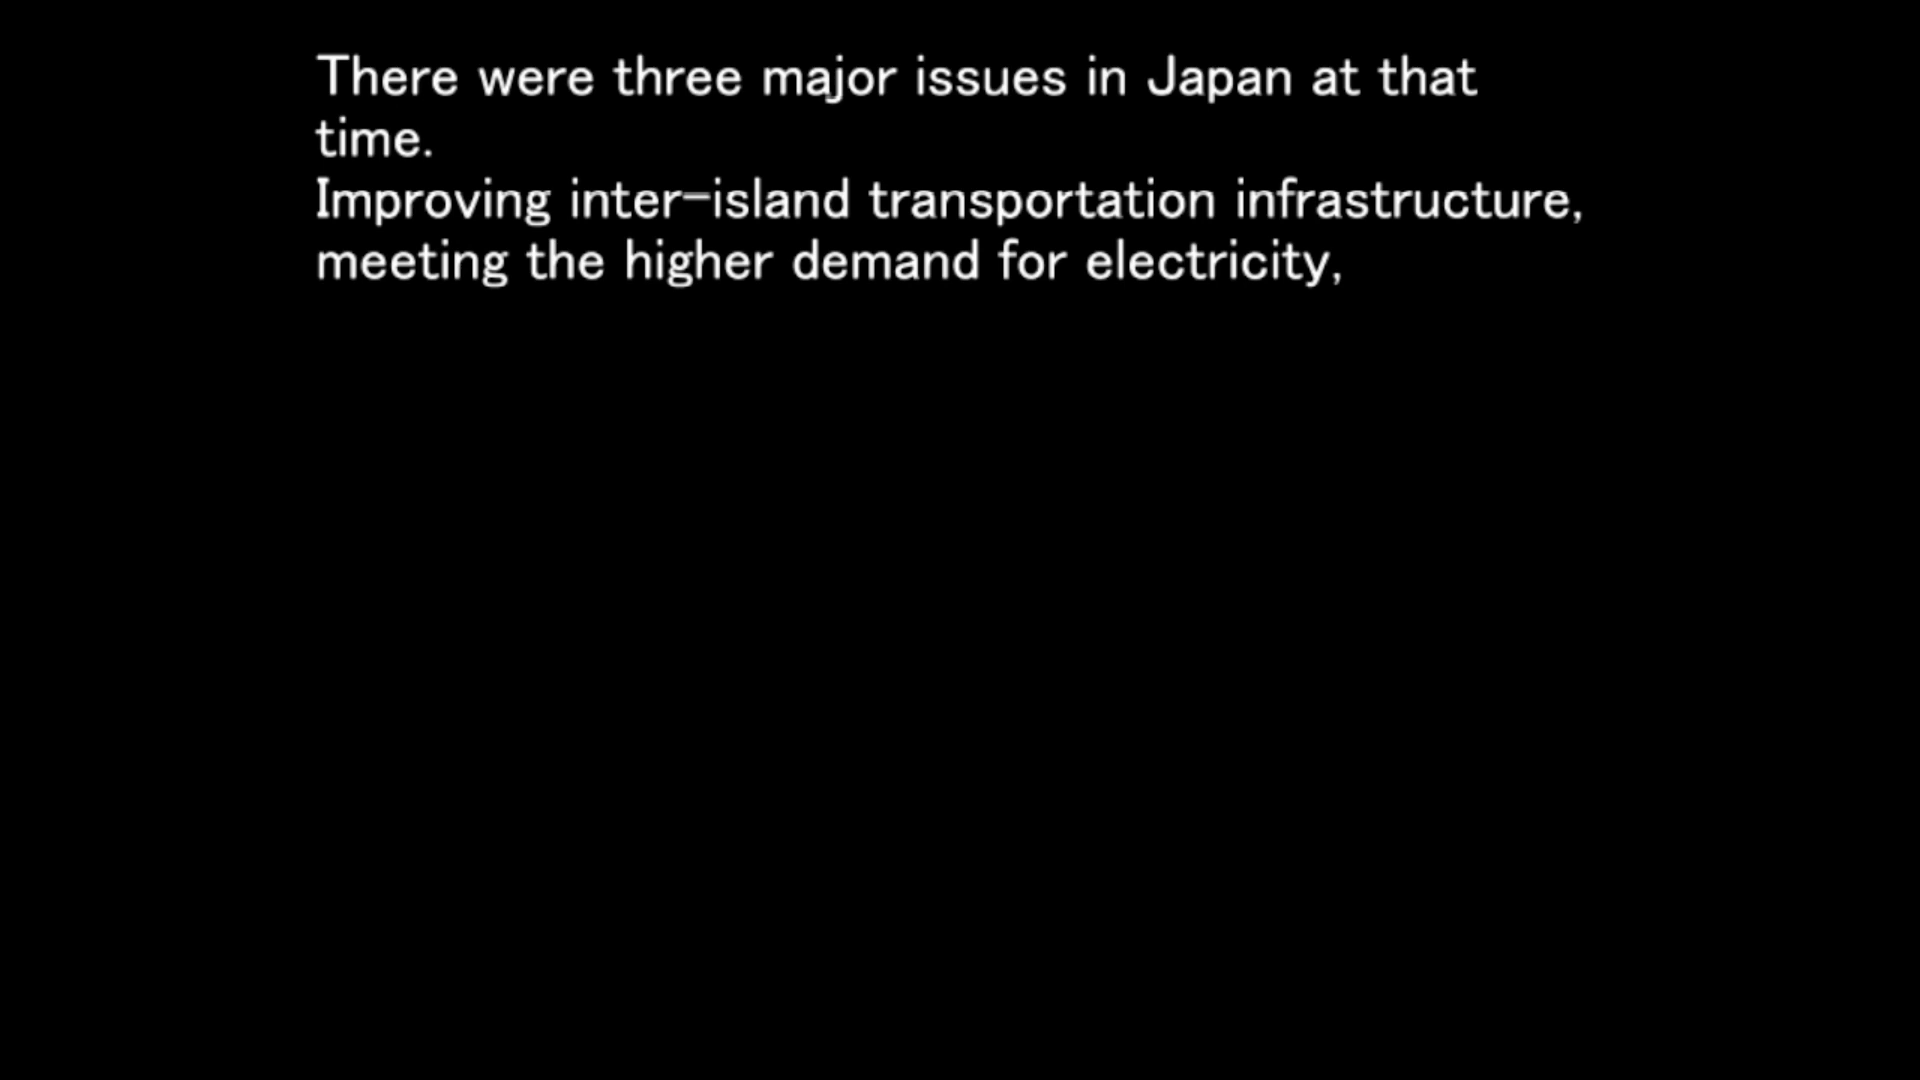 There were three major issues in Japan at that
time.
Improving inter-island transportation infrastructure,
meeting the higher demand for electricity,